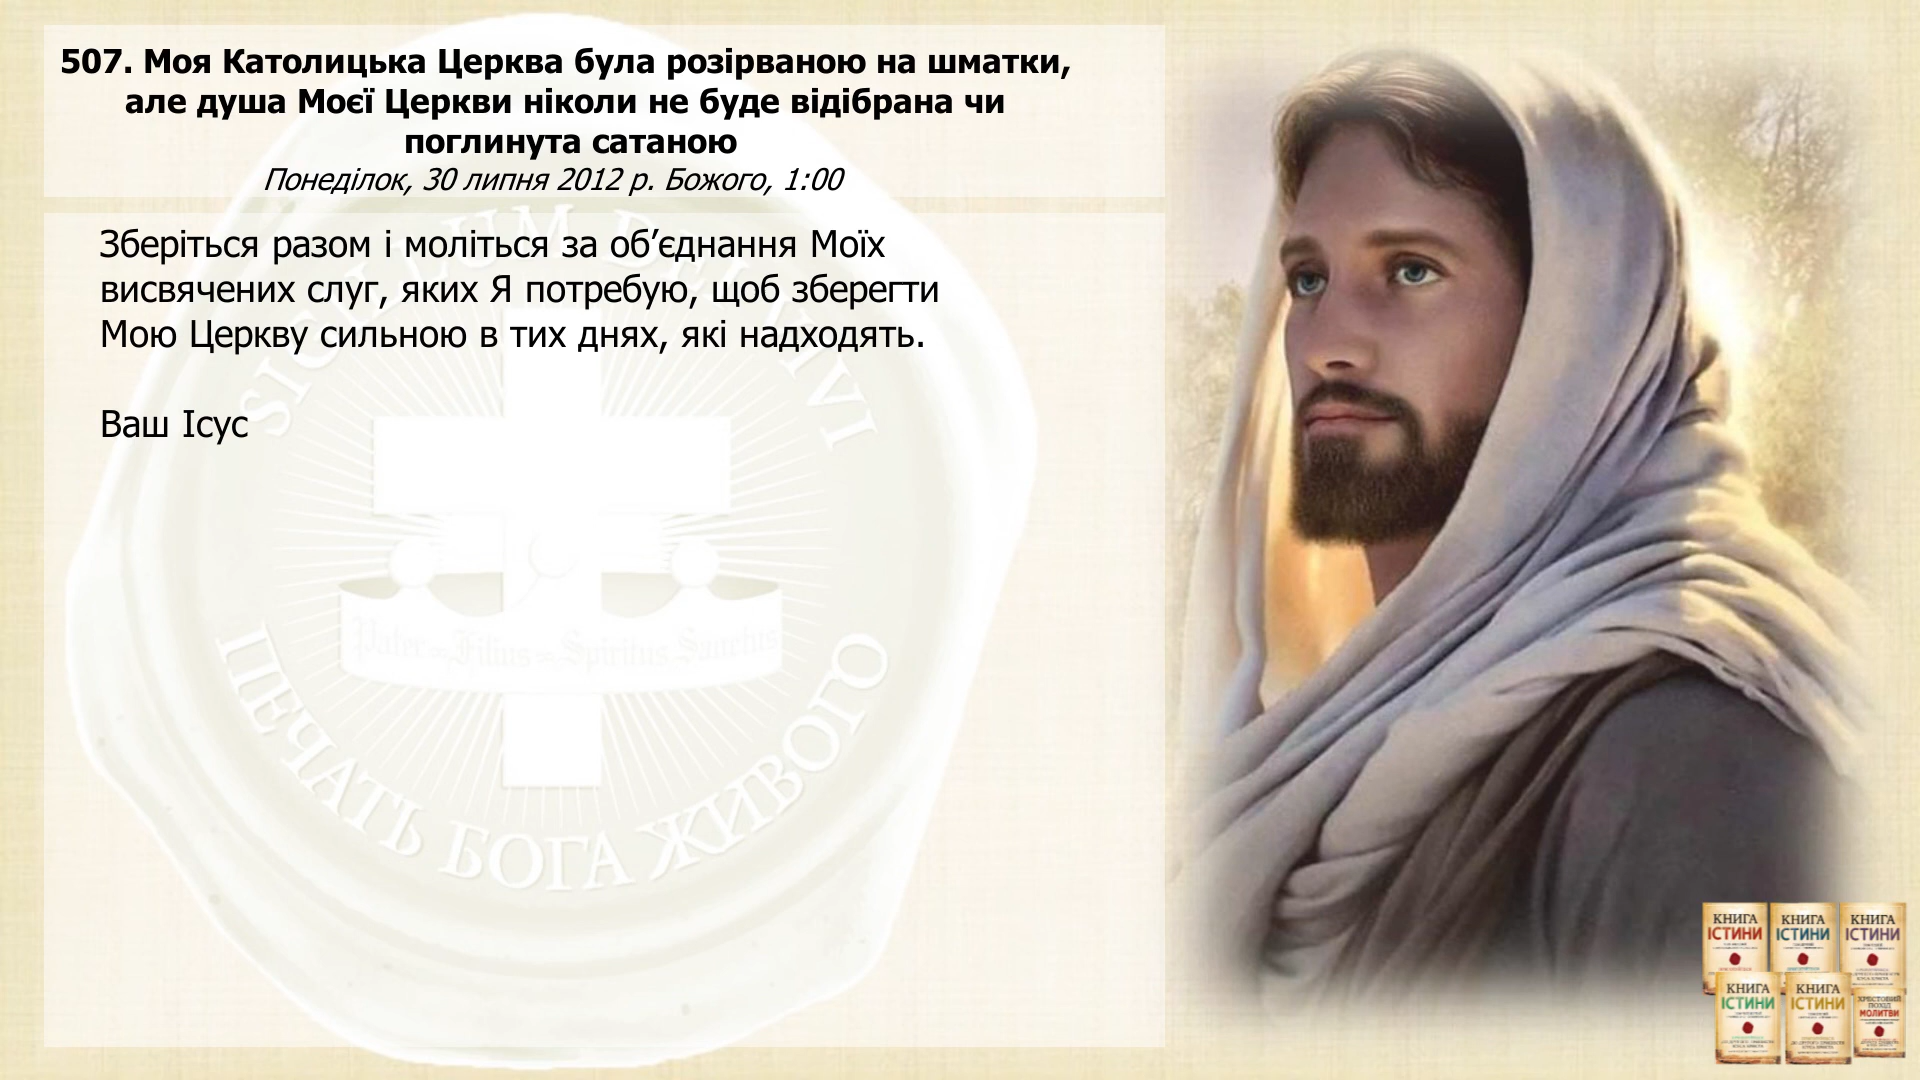 507. Моя Католицька Церква була розірваною на шматки,
але душа Моєї Церкви ніколи не буде відібрана чи
поглинута сатаною
Понеділок, 30 липня 2012 р. Божого, 1:00
Зберіться разом і моліться за об’єднання Моїх
висвячених слуг, яких Я потребую, щоб зберегти
Мою Церкву сильною в тих днях, які надходять.
Ваш Ісус
SIGILLUM DEI VIVI
Pater Filius Spiritus Sanctus
ПЕЧАТЬ БОГА ЖИВОГО
КНИГА
ІСТИНИ
КНИГА
ІСТИНИ
КНИГА
ІСТИНИ
КНИГА
ІСТИНИ
КНИГА
ІСТИНИ
ХРЕСТОВИЙ
ПОХІД
МОЛИТВИ